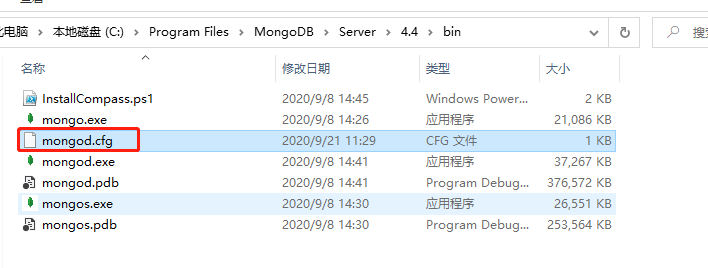 此电脑 本地磁盘 (C:) Program Files MongoDB Server 4.4 bin
名称 修改日期 类型 大小
InstallCompass.ps1 2020/9/8 14:45 Windows Power... 2 KB
mongo.exe 2020/9/8 14:26 应用程序 21,086 KB
mongod.cfg 2020/9/21 11:29 CFG 文件 1 KB
mongod.exe 2020/9/8 14:41 应用程序 37,267 KB
mongod.pdb 2020/9/8 14:41 Program Debug... 376,572 KB
mongos.exe 2020/9/8 14:30 应用程序 26,551 KB
mongos.pdb 2020/9/8 14:30 Program Debug... 253,564 KB